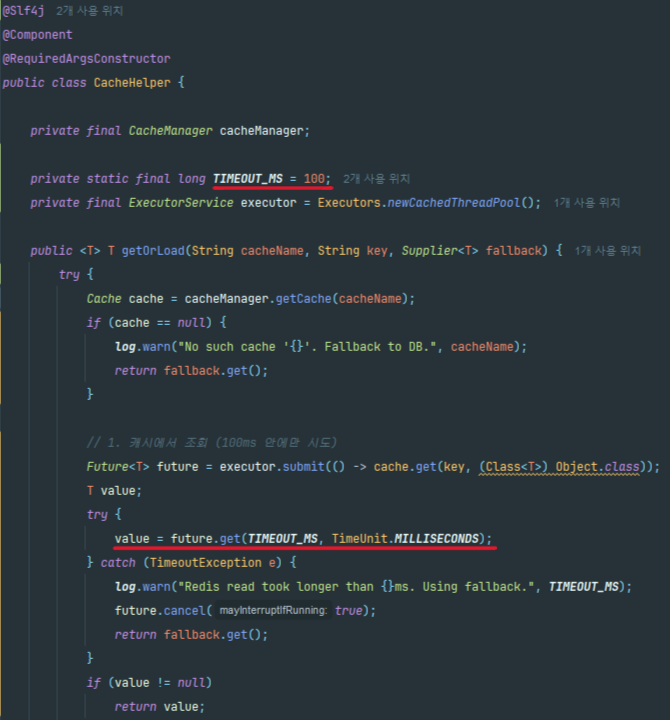 @Slf4j 2개 사용 위치
@Component
@RequiredArgsConstructor
public class CacheHelper {
private final CacheManager cacheManager;
private static final long TIMEOUT_MS = 100; 2개 사용 위치
private final ExecutorService executor = Executors.newCachedThreadPool(); 1개 사용 위치
public <T> T getOrLoad(String cacheName, String key, Supplier<T> fallback) { 1개 사용 위치
try {
Cache cache = cacheManager.getCache(cacheName);
if (cache == null) {
log.warn("No such cache '{}'. Fallback to DB.", cacheName);
return fallback.get();
}
// 1. 캐시에서 조회 (100ms 안에만 시도)
Future<T> future = executor.submit(() -> cache.get(key, (Class<T>) Object.class));
T value;
try {
value = future.get(TIMEOUT_MS, TimeUnit.MILLISECONDS);
} catch (TimeoutException e) {
log.warn("Redis read took longer than {}ms. Using fallback.", TIMEOUT_MS);
future.cancel( mayInterruptIfRunning: true);
return fallback.get();
}
if (value != null)
return value;